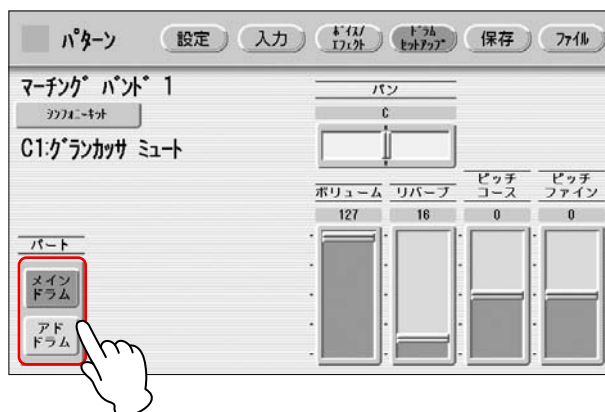 パターン
設定
入力
ボイス/
エフェクト
ドラム
セットアップ
保存
ファイル
マーチング バンド 1
シンフォニーキット
C1:グランカッサ ミュート
パン
C
ボリューム
リバーブ
ピッチ
コース
ピッチ
ファイン
127
16
0
0
パート
メイン
ドラム
アド
ドラム